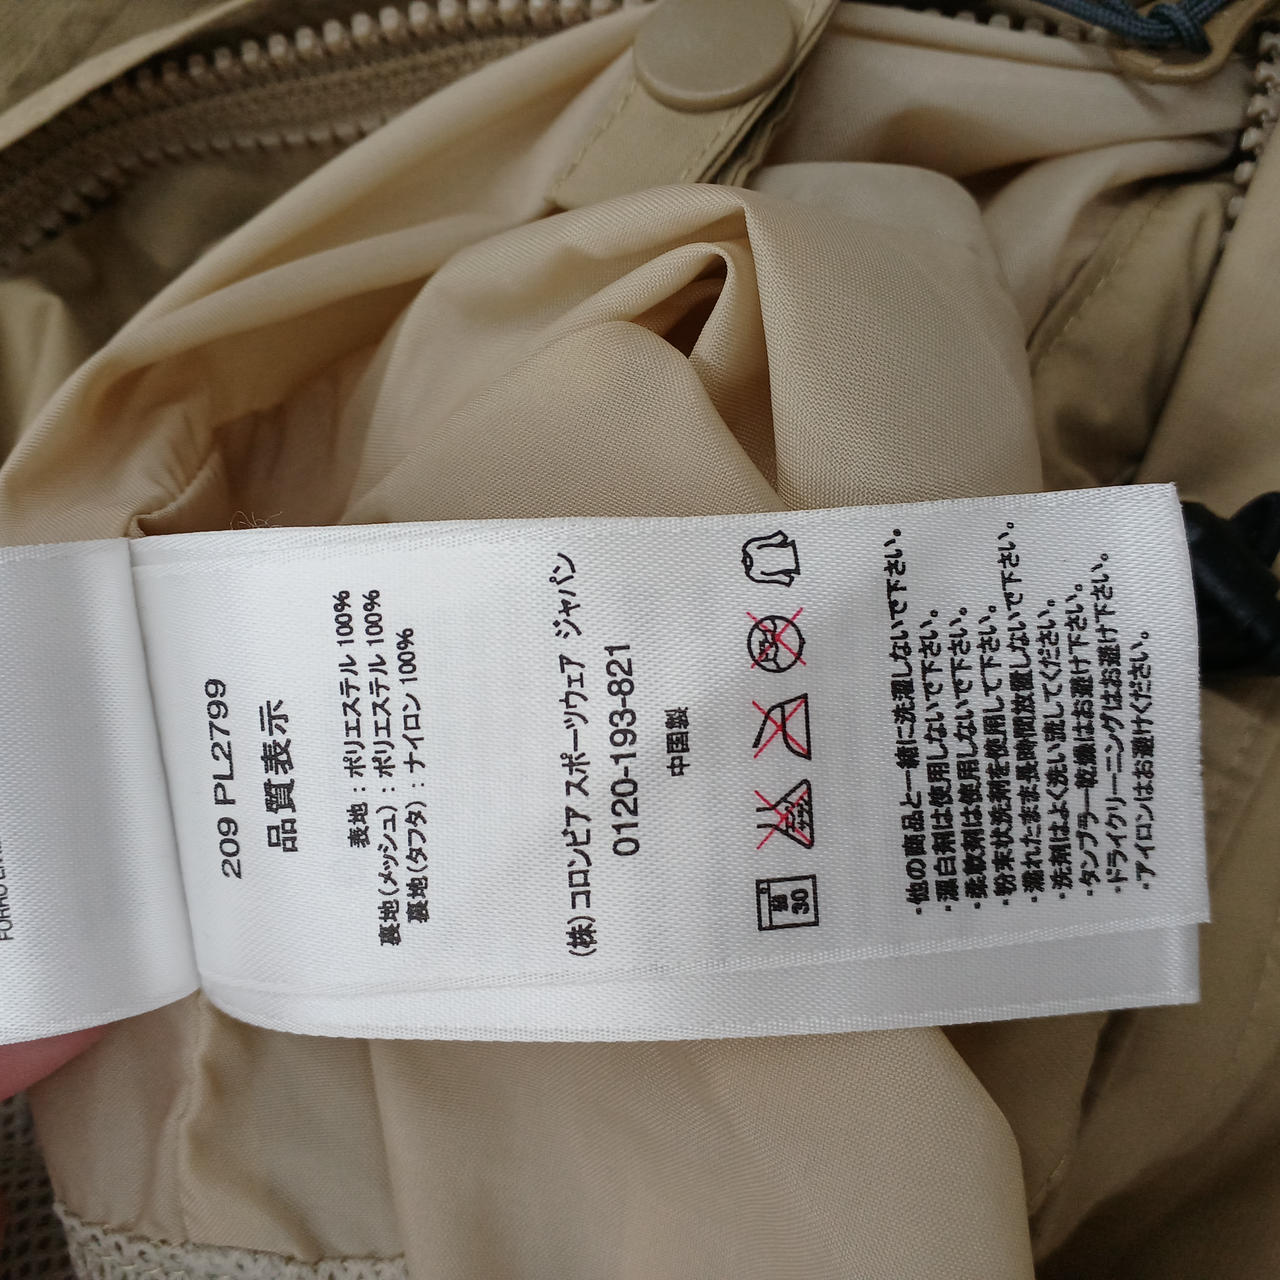 209 PL2799
品質表示
表地 : ポリエステル 100%
裏地(メッシュ) : ポリエステル 100%
裏地(タフタ) : ナイロン 100%
(株) コロンビア スポーツウェア ジャパン
0120-193-821
中国製
30
・他の商品と一緒に洗濯しないで下さい。
・漂白剤は使用しないで下さい。
・柔軟剤は使用しないで下さい。
・粉末状洗剤を使用して下さい。
・濡れたまま長時間放置しないで下さい。
・洗剤はよく洗い流してください。
・タンブラー乾燥はお避け下さい。
・ドライクリーニングはお避け下さい。
・アイロンはお避けください。